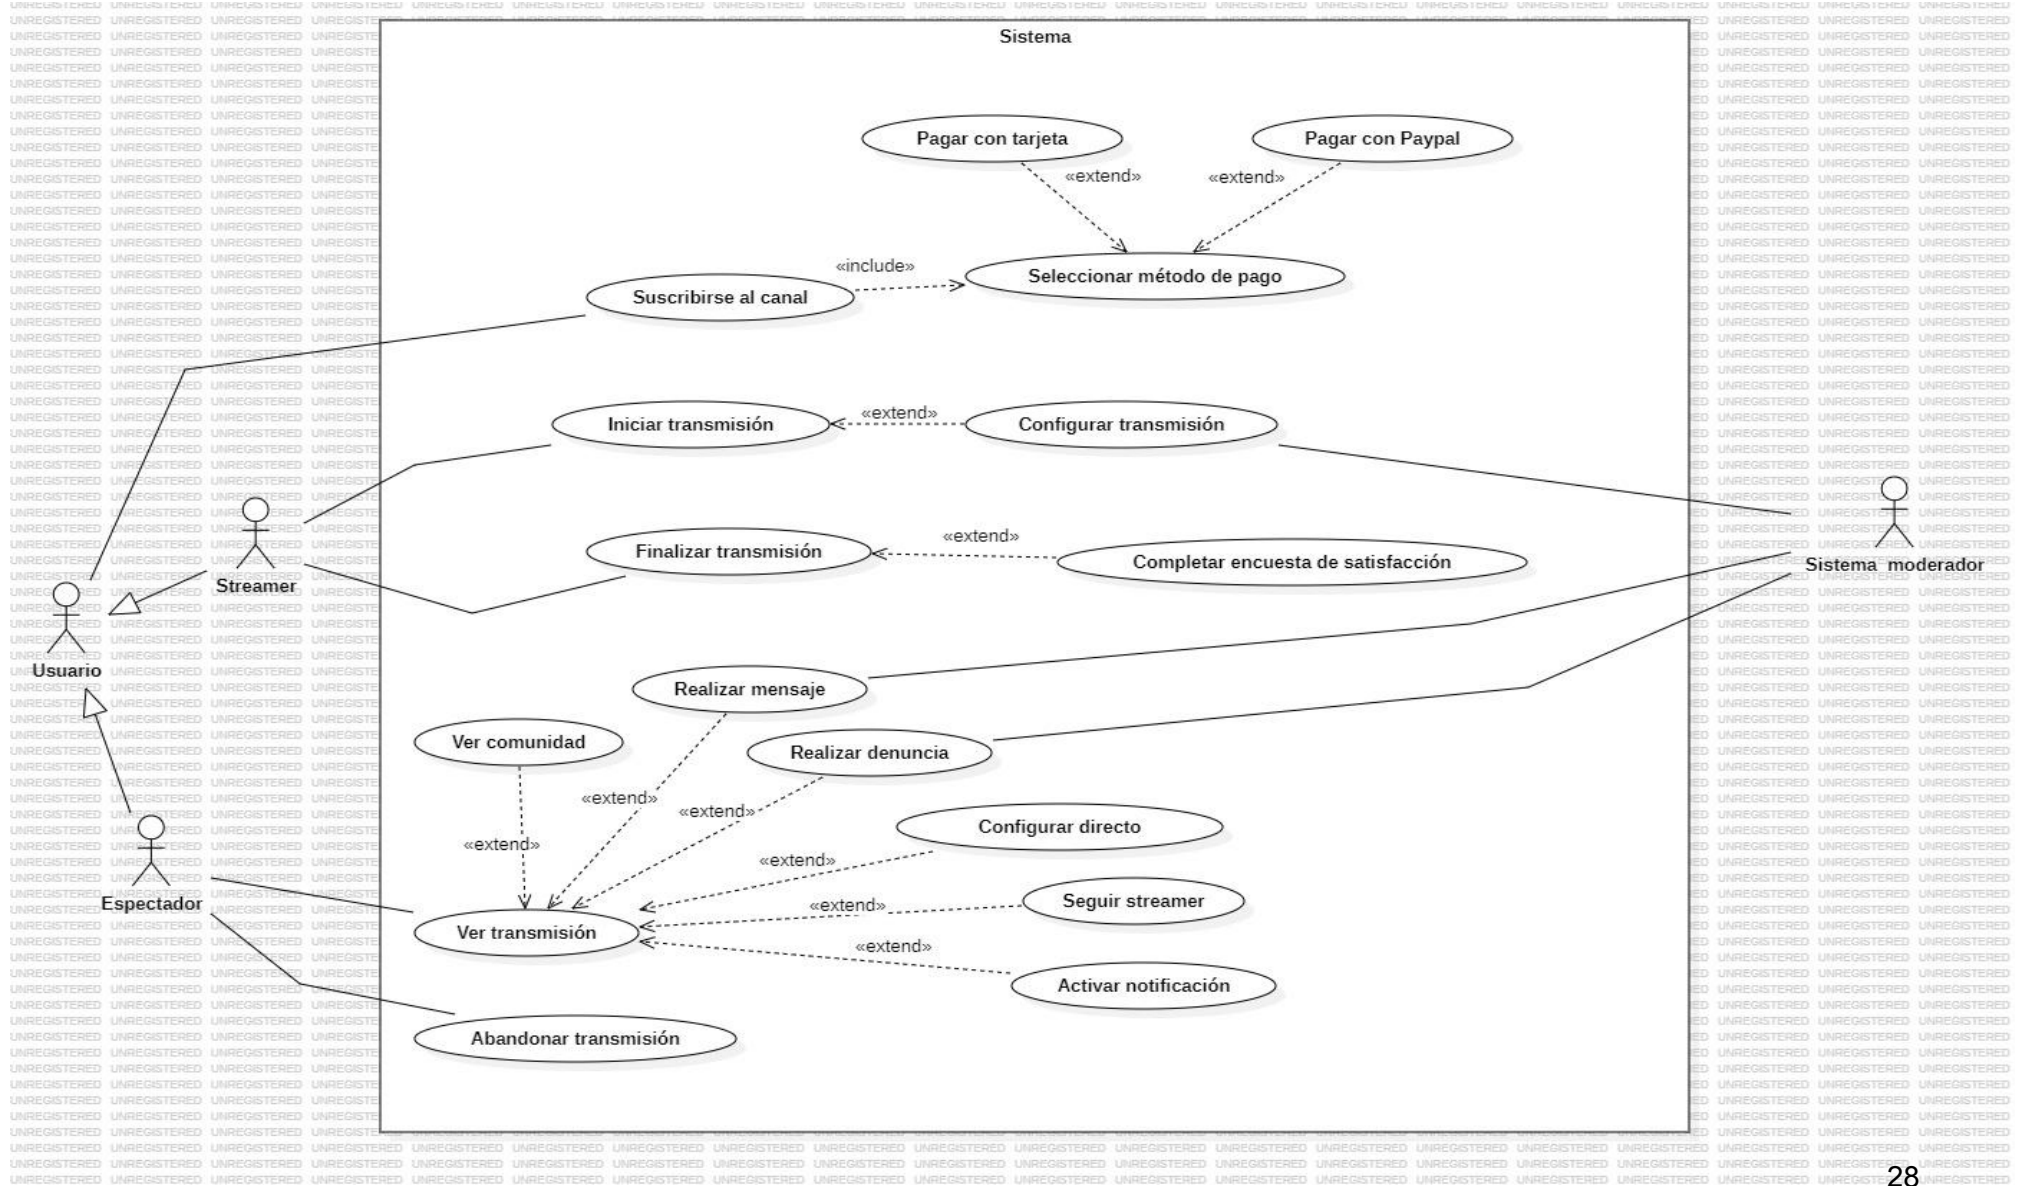 Sistema
Pagar con tarjeta
Pagar con Paypal
«extend»
«extend»
«include»
Seleccionar método de pago
Suscribirse al canal
Iniciar transmisión
«extend»
Configurar transmisión
Finalizar transmisión
«extend»
Completar encuesta de satisfacción
Streamer
Sistema moderador
Usuario
Realizar mensaje
Ver comunidad
Realizar denuncia
«extend»
«extend»
Configurar directo
«extend»
«extend»
Seguir streamer
Espectador
«extend»
Ver transmisión
«extend»
Activar notificación
Abandonar transmisión
28